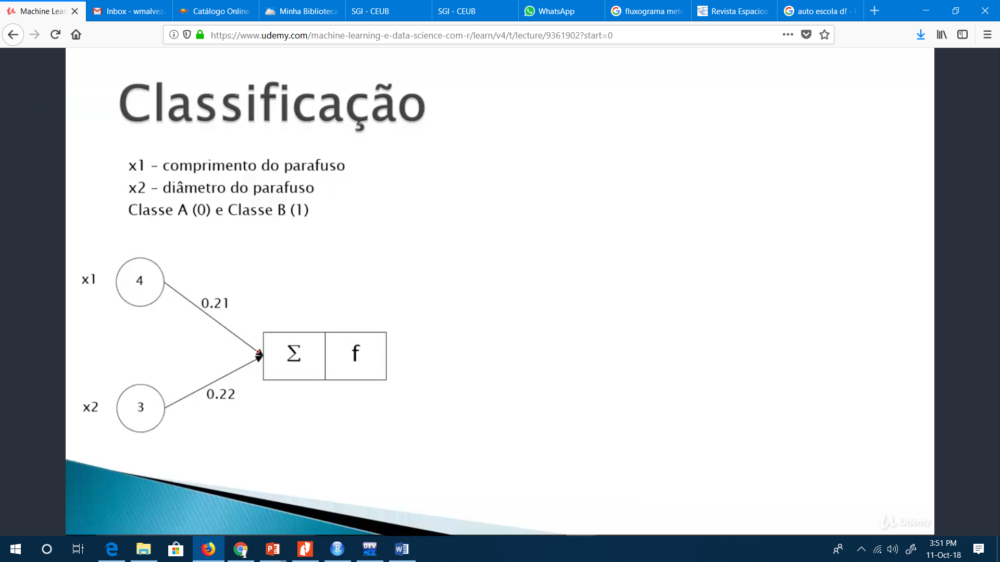 Machine Lear
Inbox - wmalvez
Catálogo Online
Minha Biblioteca
SGI - CEUB
SGI - CEUB
WhatsApp
fluxograma meto
Revista Espacios.
auto escola df -
https://www.udemy.com/machine-learning-e-data-science-com-r/learn/v4/t/lecture/9361902?start=0
Classificação
x1 - comprimento do parafuso
x2 - diâmetro do parafuso
Classe A (0) e Classe B (1)
x1 4
0.21
Σ f
0.22
x2 3
Udemy
DEV
C++
3:51 PM
11-Oct-18